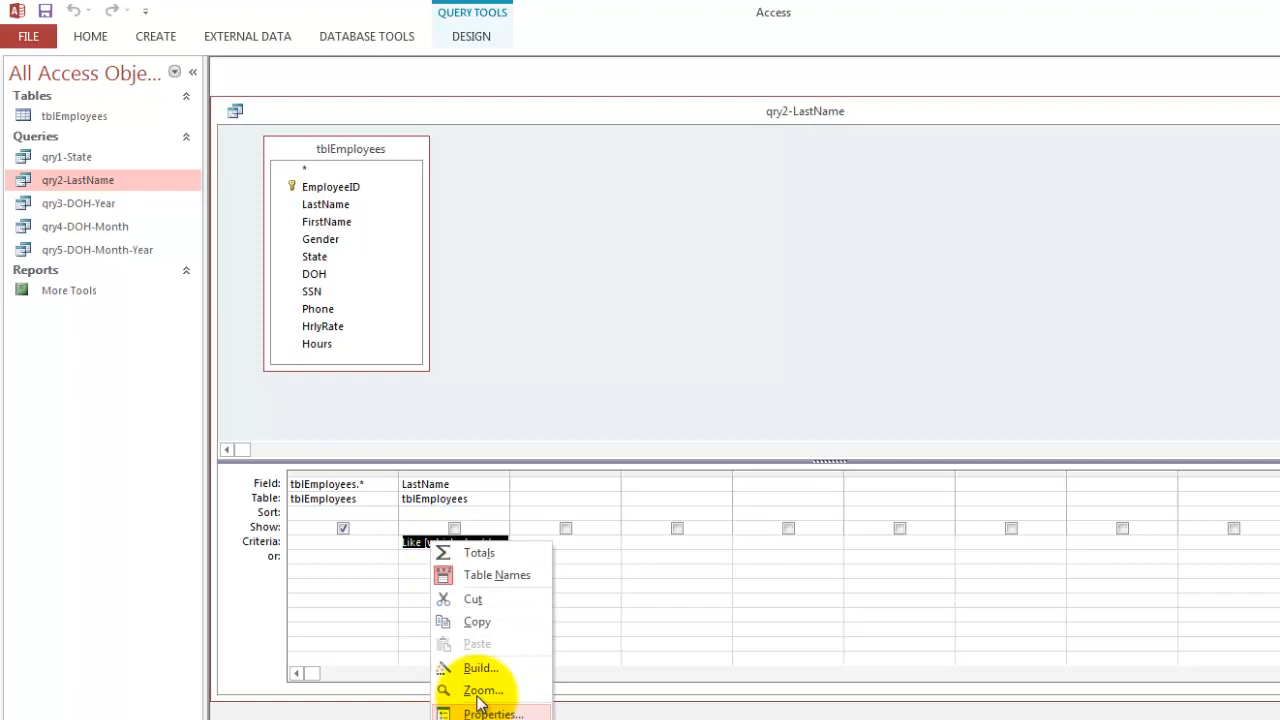 QUERY TOOLS
Access
FILE
HOME
CREATE
EXTERNAL DATA
DATABASE TOOLS
DESIGN
All Access Obje...
Tables
tblEmployees
Queries
qry1-State
qry2-LastName
qry3-DOH-Year
qry4-DOH-Month
qry5-DOH-Month-Year
Reports
More Tools
qry2-LastName
tblEmployees
*
EmployeeID
LastName
FirstName
Gender
State
DOH
SSN
Phone
HrlyRate
Hours
Field: tblEmployees.* LastName
Table: tblEmployees tblEmployees
Sort:
Show:
Criteria: Like
or:
Totals
Table Names
Cut
Copy
Paste
Build...
Zoom...
Properties...